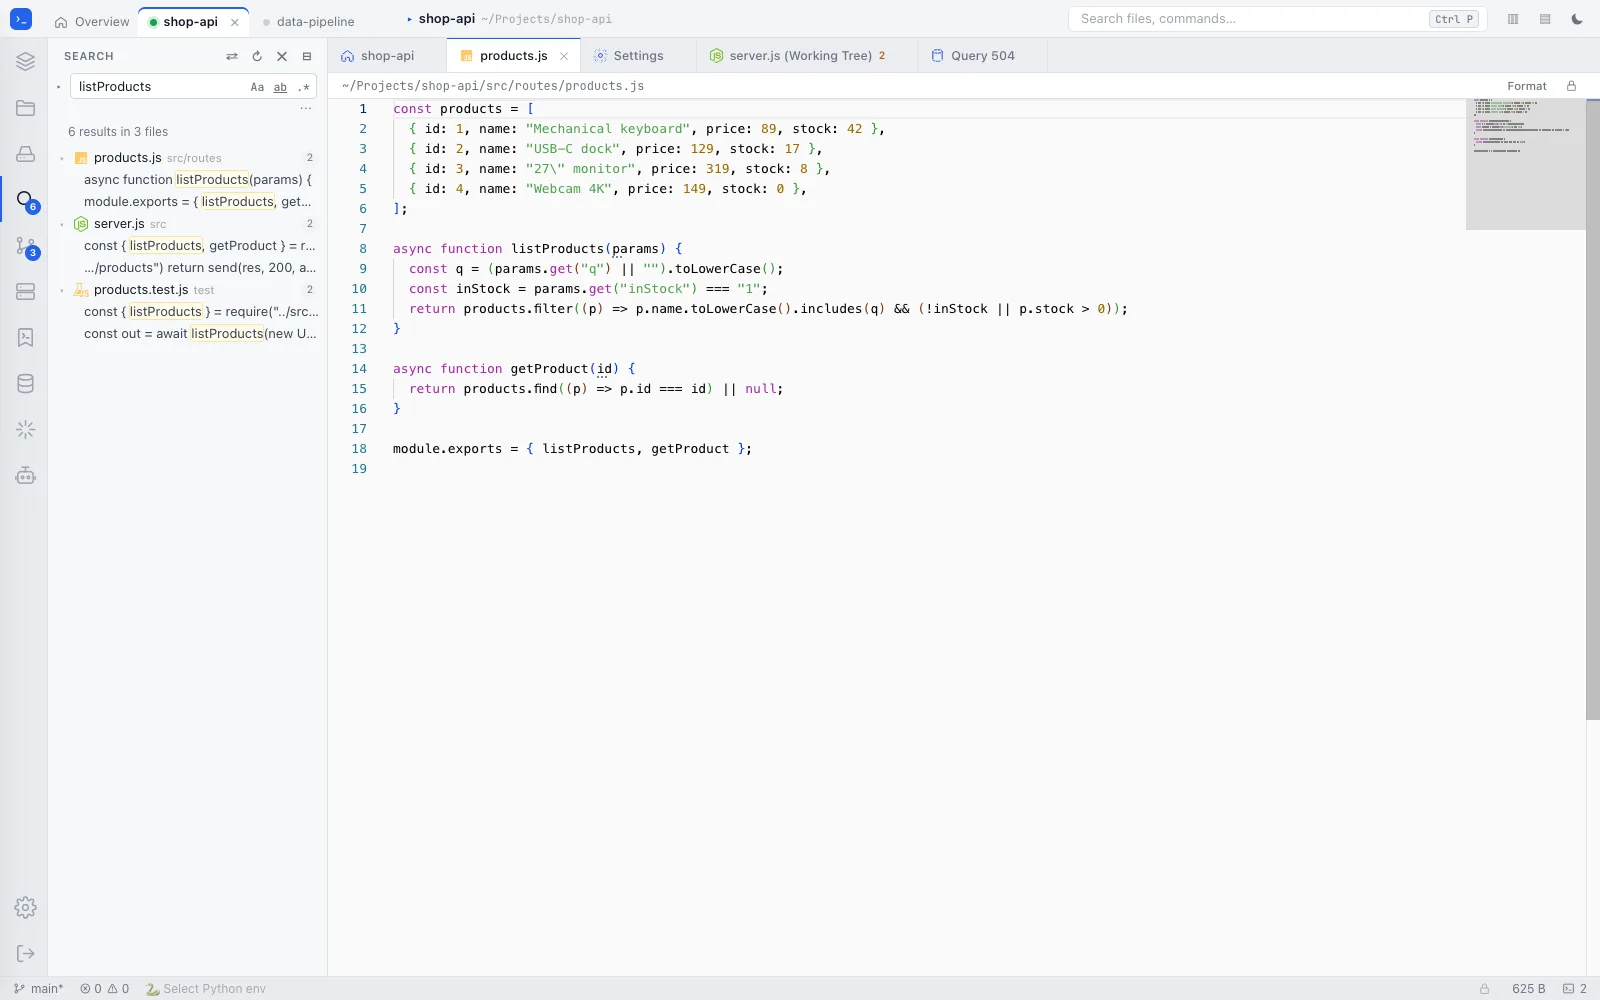 Overview
shop-api
data-pipeline
shop-api ~/Projects/shop-api
Search files, commands...
Ctrl P
SEARCH
listProducts
Aa ab .*
6 results in 3 files
products.js src/routes 2
async function listProducts(params) {
module.exports = { listProducts, get...
server.js src 2
const { listProducts, getProduct } = r...
.../products") return send(res, 200, a...
products.test.js test 2
const { listProducts } = require("../src...
const out = await listProducts(new U...
6
3
shop-api
products.js
Settings
server.js (Working Tree) 2
Query 504
~/Projects/shop-api/src/routes/products.js
Format
1 const products = [
2 { id: 1, name: "Mechanical keyboard", price: 89, stock: 42 },
3 { id: 2, name: "USB-C dock", price: 129, stock: 17 },
4 { id: 3, name: "27\" monitor", price: 319, stock: 8 },
5 { id: 4, name: "Webcam 4K", price: 149, stock: 0 },
6 ];
7
8 async function listProducts(params) {
9 const q = (params.get("q") || "").toLowerCase();
10 const inStock = params.get("inStock") === "1";
11 return products.filter((p) => p.name.toLowerCase().includes(q) && (!inStock || p.stock > 0));
12 }
13
14 async function getProduct(id) {
15 return products.find((p) => p.id === id) || null;
16 }
17
18 module.exports = { listProducts, getProduct };
19
main* 0 0 Select Python env
625 B 2